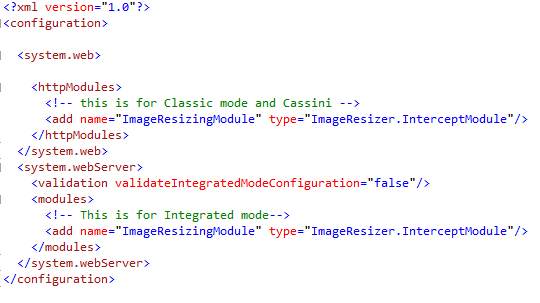 <?xml version="1.0"?>
<configuration>
<system.web>
<httpModules>
<!-- this is for Classic mode and Cassini -->
<add name="ImageResizingModule" type="ImageResizer.InterceptModule"/>
</httpModules>
</system.web>
<system.webServer>
<validation validateIntegratedModeConfiguration="false"/>
<modules>
<!-- This is for Integrated mode-->
<add name="ImageResizingModule" type="ImageResizer.InterceptModule"/>
</modules>
</system.webServer>
</configuration>